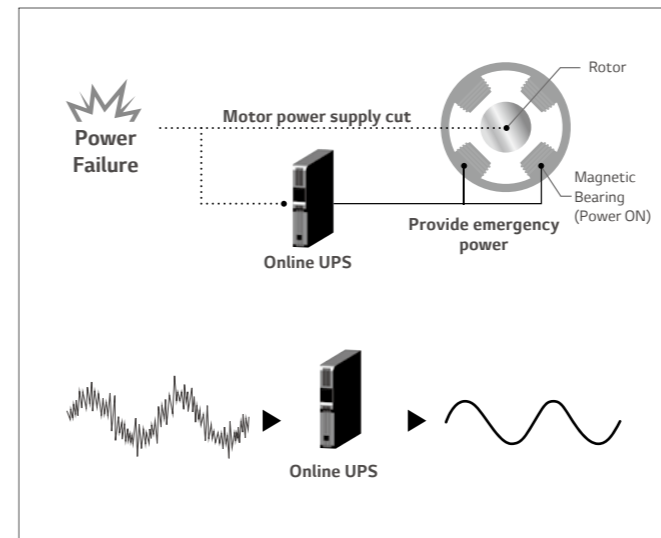 Rotor
Motor power supply cut
Power
Failure
Magnetic
Bearing
(Power ON)
Provide emergency
power
Online UPS
Online UPS